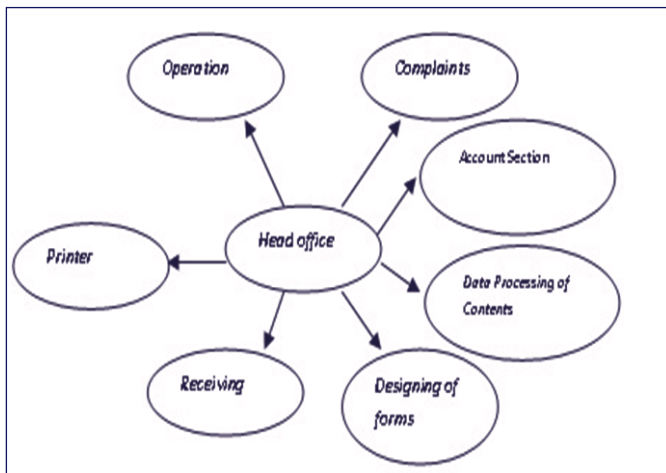 Operation
Complaints
Account Section
Head office
Printer
Data Processing of
Contents
Receiving
Designing of
forms